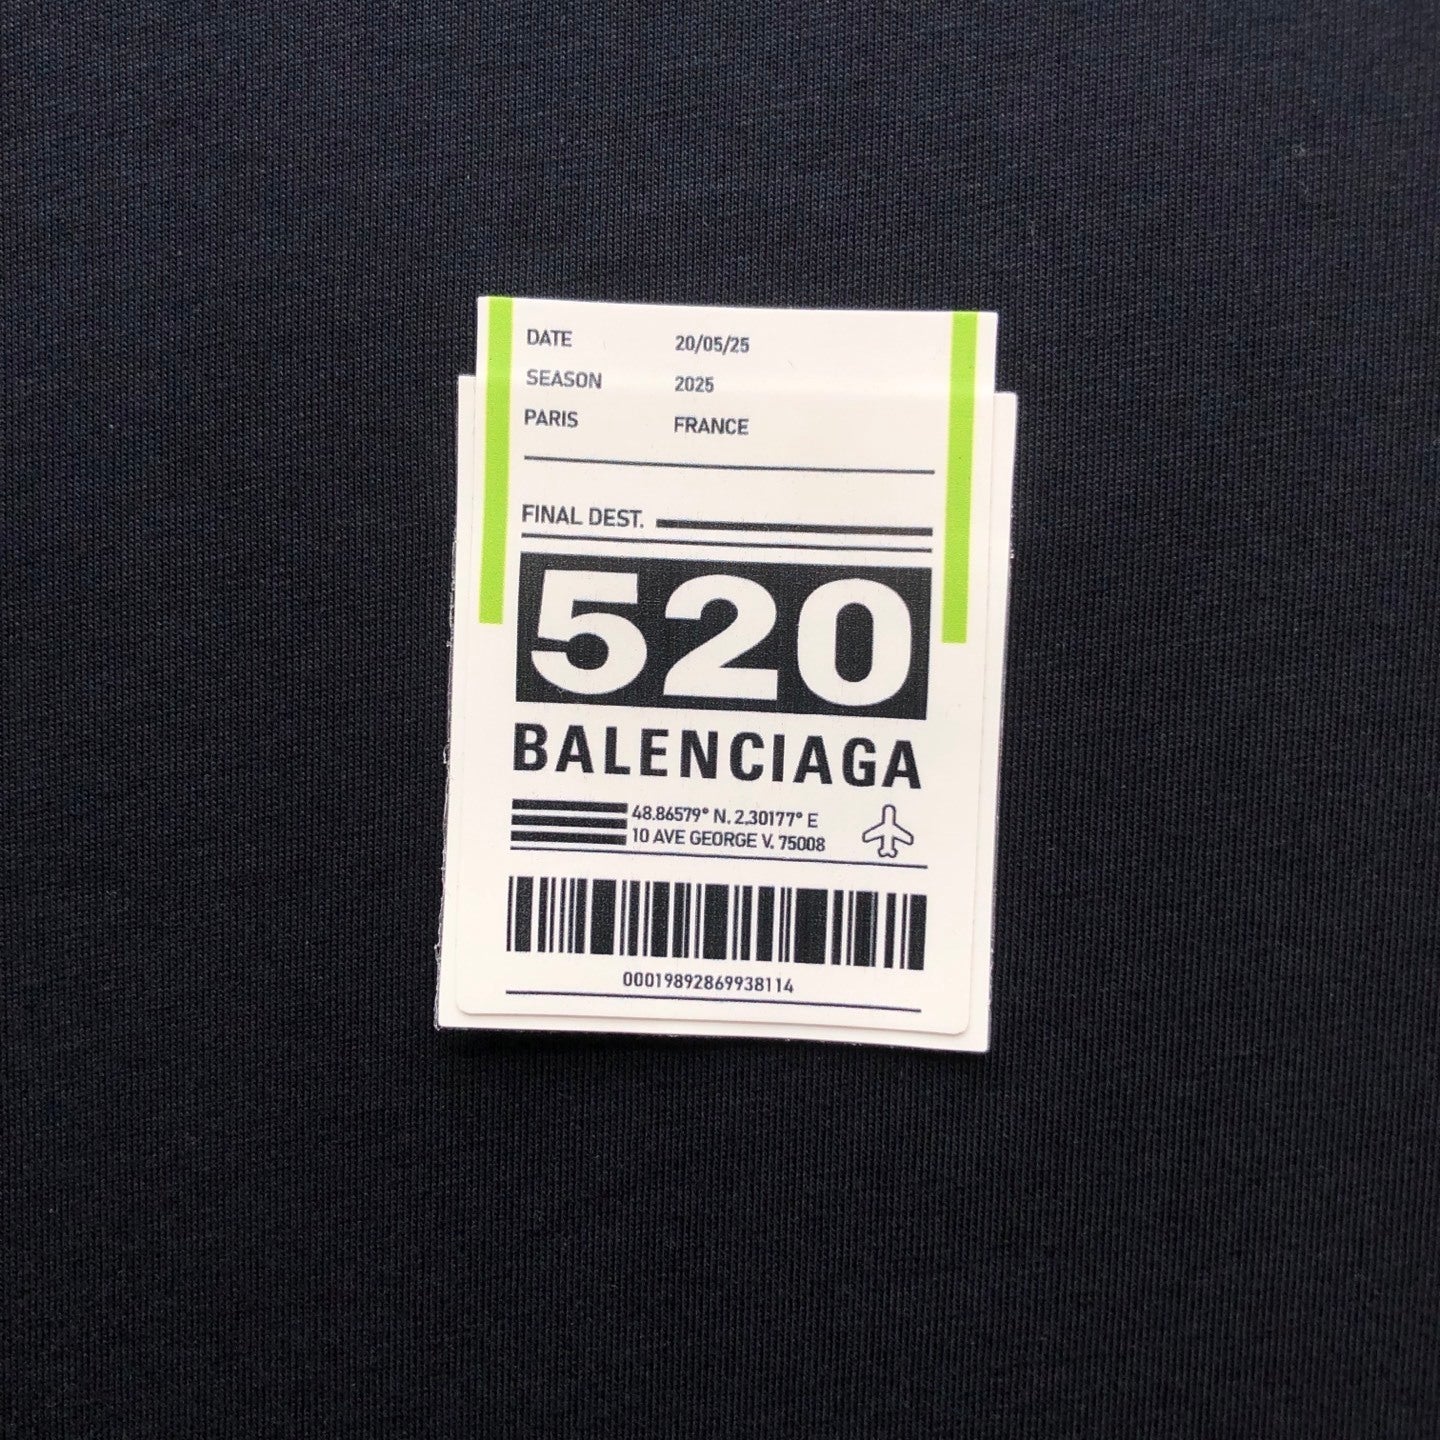 DATE 20/05/25
SEASON 2025
PARIS FRANCE
FINAL DEST.
520
BALENCIAGA
48.86579° N, 2.30177° E
10 AVE GEORGE V, 75008
00019892869938114